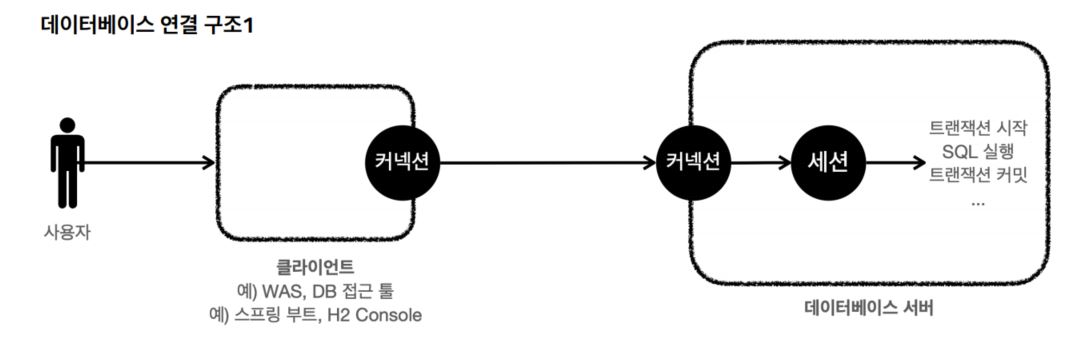 데이터베이스 연결 구조1
사용자
커넥션
클라이언트
예) WAS, DB 접근 툴
예) 스프링 부트, H2 Console
커넥션
세션
트랜잭션 시작
SQL 실행
트랜잭션 커밋
...
데이터베이스 서버